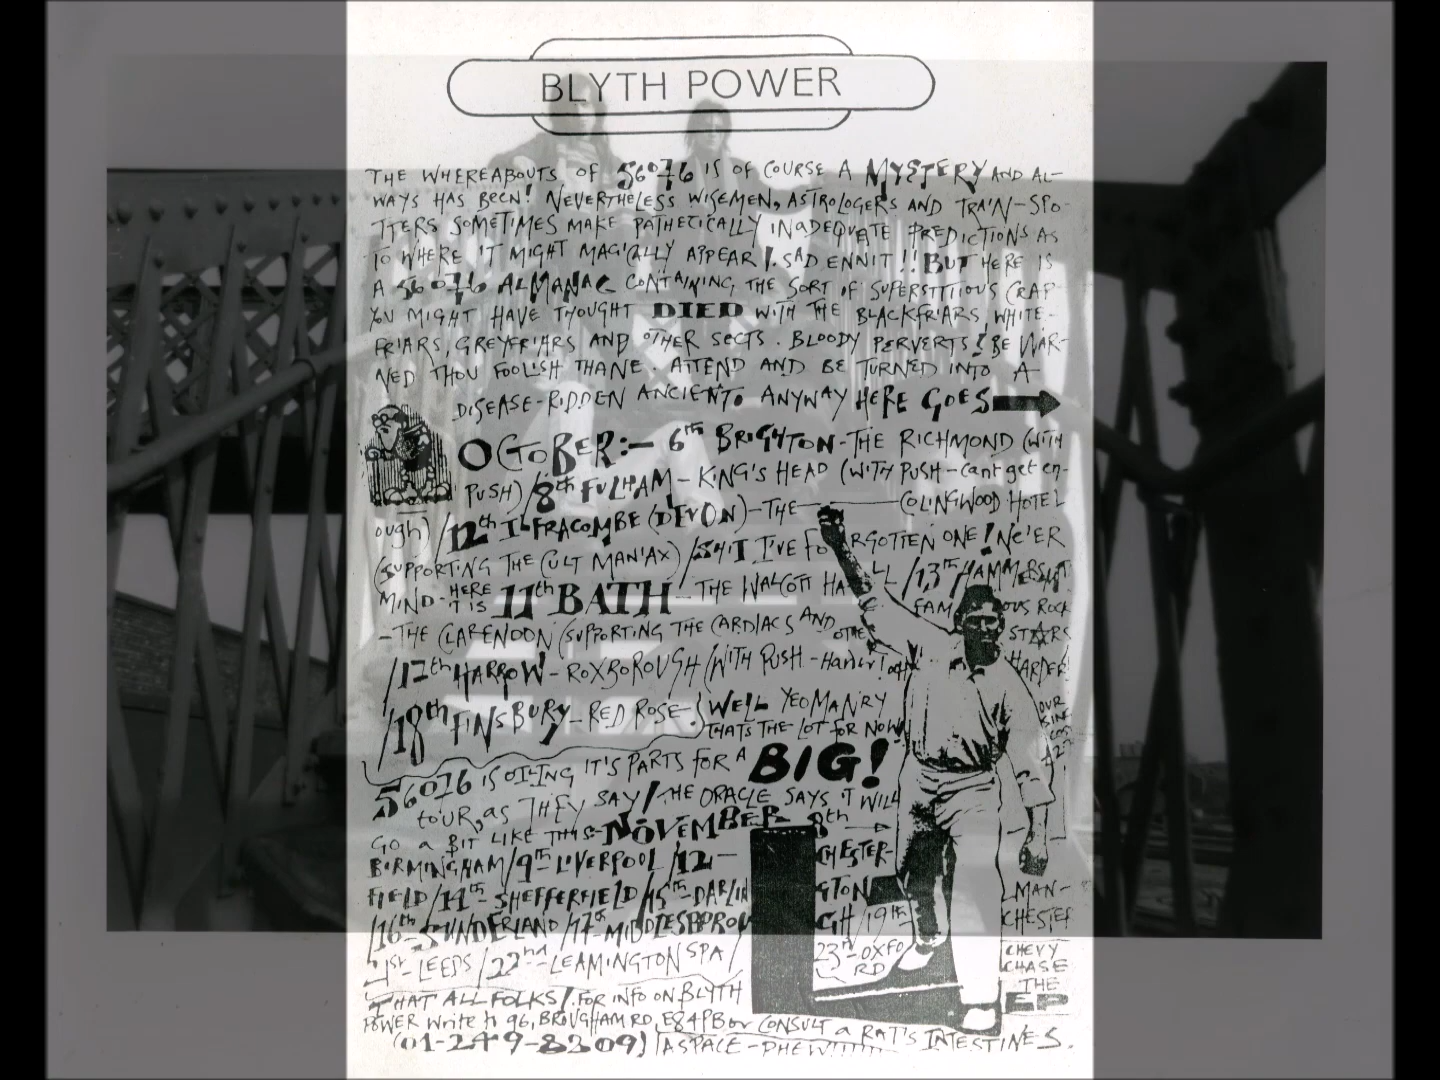 BLYTH POWER
THE WHEREABOUTS OF 56076 IS OF COURSE A MYSTERY AND AL-
WAYS HAS BEEN! NEVERTHELESS WISEMEN, ASTROLOGERS AND TRAIN-SPO-
TTERS SOMETIMES MAKE PATHETICALLY INADEQUATE PREDICTIONS AS
TO WHERE IT MIGHT MAGICALLY APPEAR!. SAD ENNIT!! BUT HERE IS
A 56076 ALMANAC CONTAINING THE SORT OF SUPERSTITIOUS CRAP
YOU MIGHT HAVE THOUGHT DIED WITH THE BLACKFRIARS WHITE-
FRIARS, GREYFRIARS AND OTHER SECTS. BLOODY PERVERTS! BE WAR-
NED THOU FOOLISH THANE. ATTEND AND BE TURNED INTO A
DISEASE-RIDDEN ANCIENT. ANYWAY HERE GOES
OCTOBER:- 6th BRIGHTON-THE RICHMOND (WITH
PUSH) / 8th FULHAM-KING'S HEAD (WITH PUSH-cant get en-
ough) / 12th ILFRACOMBE (DEVON)-THE COLINGWOOD HOTEL
(SUPPORTING THE CULT MANIAX) / SHIT I'VE FORGOTTEN ONE! NE'ER
MIND-HERE IT IS 11th BATH-THE WALCOTT HALL / 13th HAMMERSMIT
-THE CLARENDON (SUPPORTING THE CARDIACS AND OTHE FAMOUS ROCK STARS
/ 17th HARROW-ROXBOROUGH (WITH PUSH- HARDER!
/ 18th FINSBURY-RED ROSE.) WELL YEOMANRY
THATS THE LOT FOR NOW
56076 IS OILING IT'S PARTS FOR A BIG!
TOUR, AS THEY SAY / THE ORACLE SAYS IT WILL
GO A BIT LIKE THIS-NOVEMBER 8th
BIRMINGHAM / 9th LIVERPOOL / 12- CHESTER-
FIELD / 14th SHEFFERFIELD / 15th-DARLINGTON
/ 16th-SUNDERLAND / 17th-MIDDLESBOROUGH / 19th MAN-
CHESTER
21st LEEDS / 22nd-LEAMINGTON SPA / 23rd-OXFO
RD
CHEVY
CHASE
THE
EP
THAT ALL FOLKS /. FOR INFO ON BLYTH
POWER Write to 96, BROUGHAM RD, E84PB or CONSULT a RAT'S INTESTINES.
(01-249-8309)